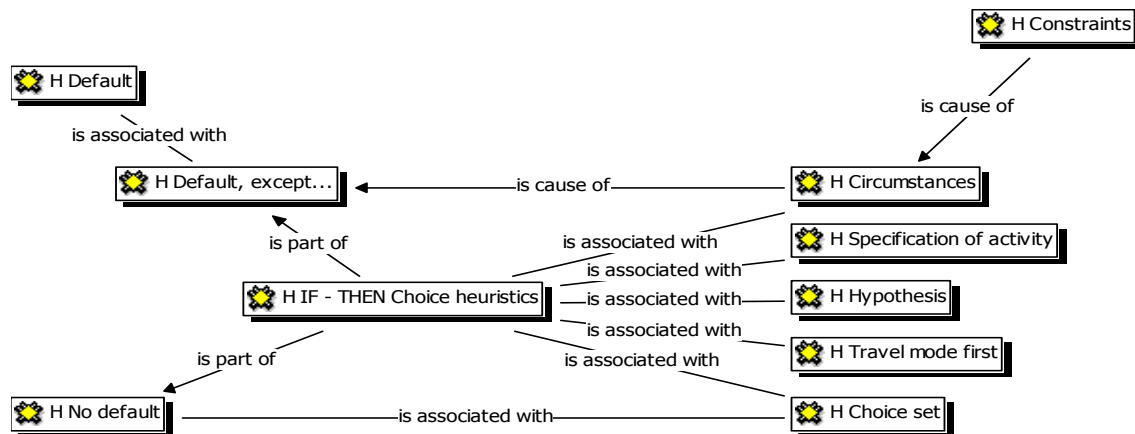 H Constraints
H Default
is cause of
is associated with
H Default, except...
is cause of
H Circumstances
is part of
is associated with
H Specification of activity
is associated with
H IF - THEN Choice heuristics
is associated with
H Hypothesis
is associated with
H Travel mode first
is part of
is associated with
H No default
is associated with
H Choice set